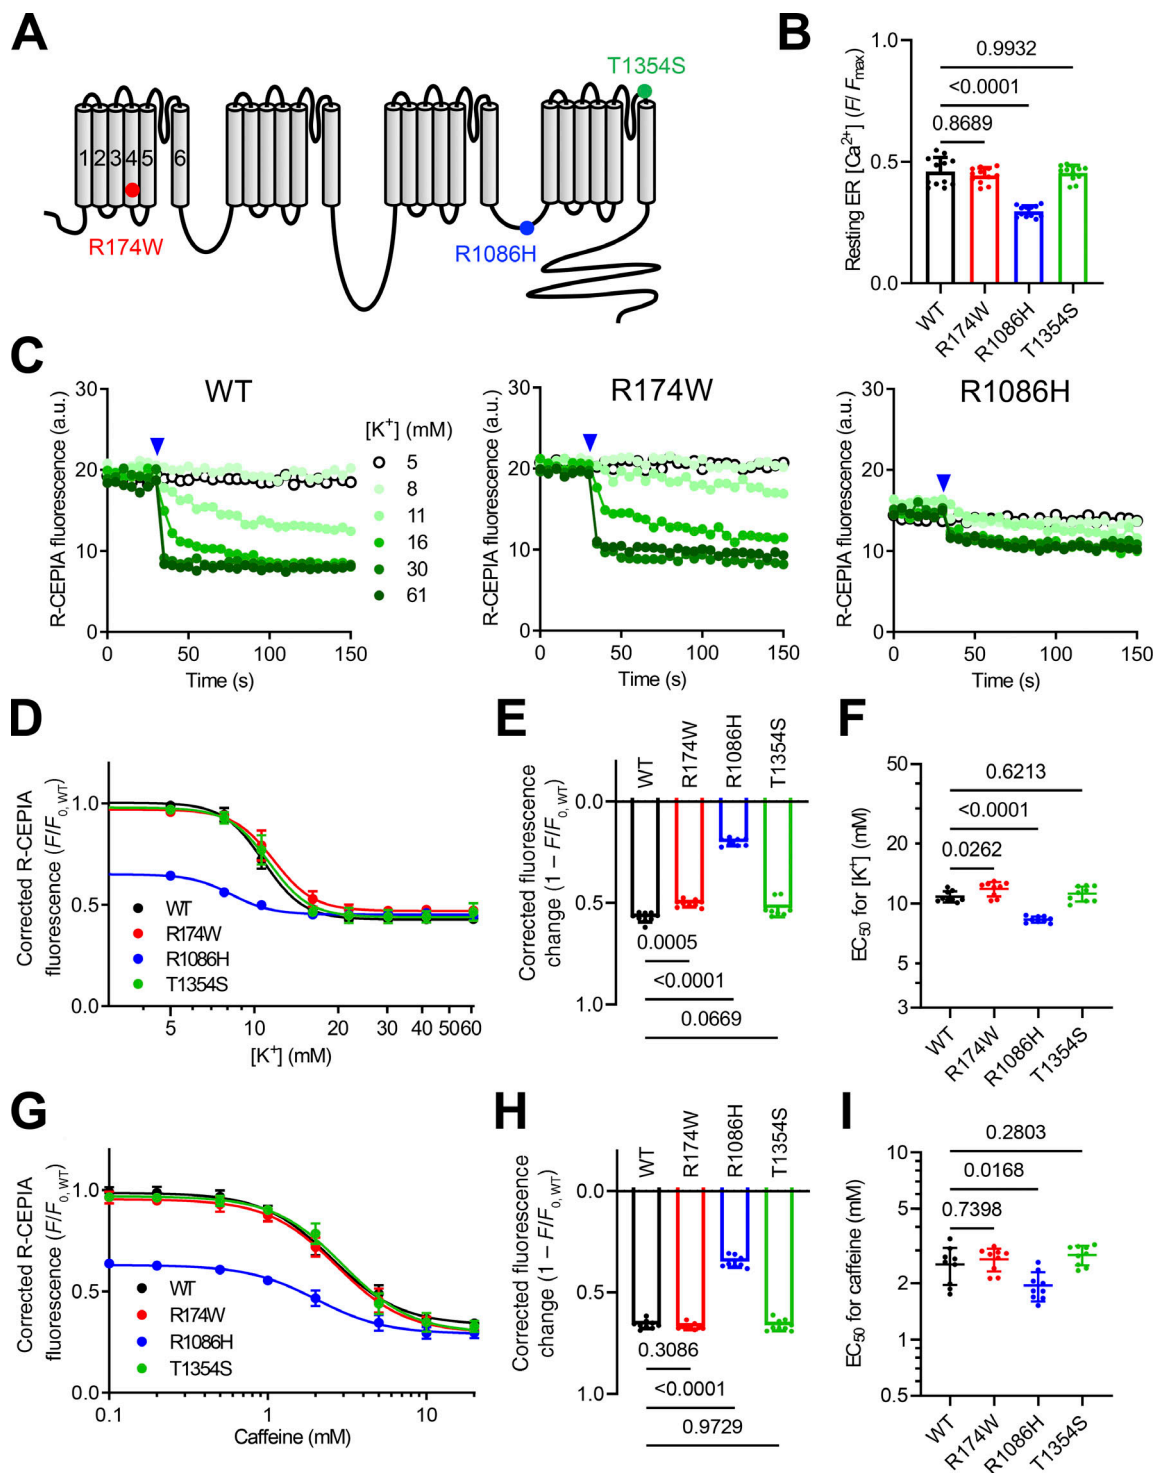 A
T1354S
1 2 3 4 5 6
R174W
R1086H
B
Resting ER [Ca²⁺] (F/ Fmax)
1.0
0.5
0.0
0.9932
<0.0001
0.8689
WT
R174W
R1086H
T1354S
C
WT
R-CEPIA fluorescence (a.u.)
30
20
10
0
0 50 100 150
Time (s)
[K⁺] (mM)
5
8
11
16
30
61
R174W
R-CEPIA fluorescence (a.u.)
30
20
10
0
0 50 100 150
Time (s)
R1086H
R-CEPIA fluorescence (a.u.)
30
20
10
0
0 50 100 150
Time (s)
D
Corrected R-CEPIA
fluorescence (F/F0, WT)
1.0
0.5
0.0
WT
R174W
R1086H
T1354S
5 10 20 30 40 50 60
[K⁺] (mM)
E
Corrected fluorescence
change (1 – F/F0, WT)
WT
R174W
R1086H
T1354S
0.0
0.5
1.0
0.0005
<0.0001
0.0669
F
EC50 for [K⁺] (mM)
50
20
10
5
3
0.6213
<0.0001
0.0262
WT
R174W
R1086H
T1354S
G
Corrected R-CEPIA
fluorescence (F/F0, WT)
1.0
0.5
0.0
WT
R174W
R1086H
T1354S
0.1 1 10
Caffeine (mM)
H
Corrected fluorescence
change (1 – F/F0, WT)
WT
R174W
R1086H
T1354S
0.0
0.5
1.0
0.3086
<0.0001
0.9729
I
EC50 for caffeine (mM)
10
5
2
1
0.5
0.2803
0.0168
0.7398
WT
R174W
R1086H
T1354S